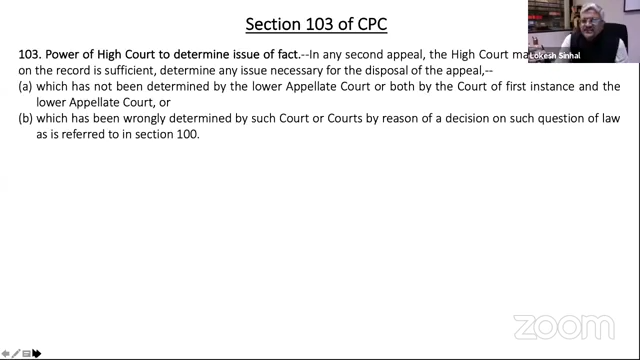 Section 103 of CPC
Lokesh Sinhal
103. Power of High Court to determine issue of fact.--In any second appeal, the High Court
on the record is sufficient, determine any issue necessary for the disposal of the appeal,--
(a) which has not been determined by the lower Appellate Court or both by the Court of first instance and the
lower Appellate Court, or
(b) which has been wrongly determined by such Court or Courts by reason of a decision on such question of law
as is referred to in section 100.
zoom